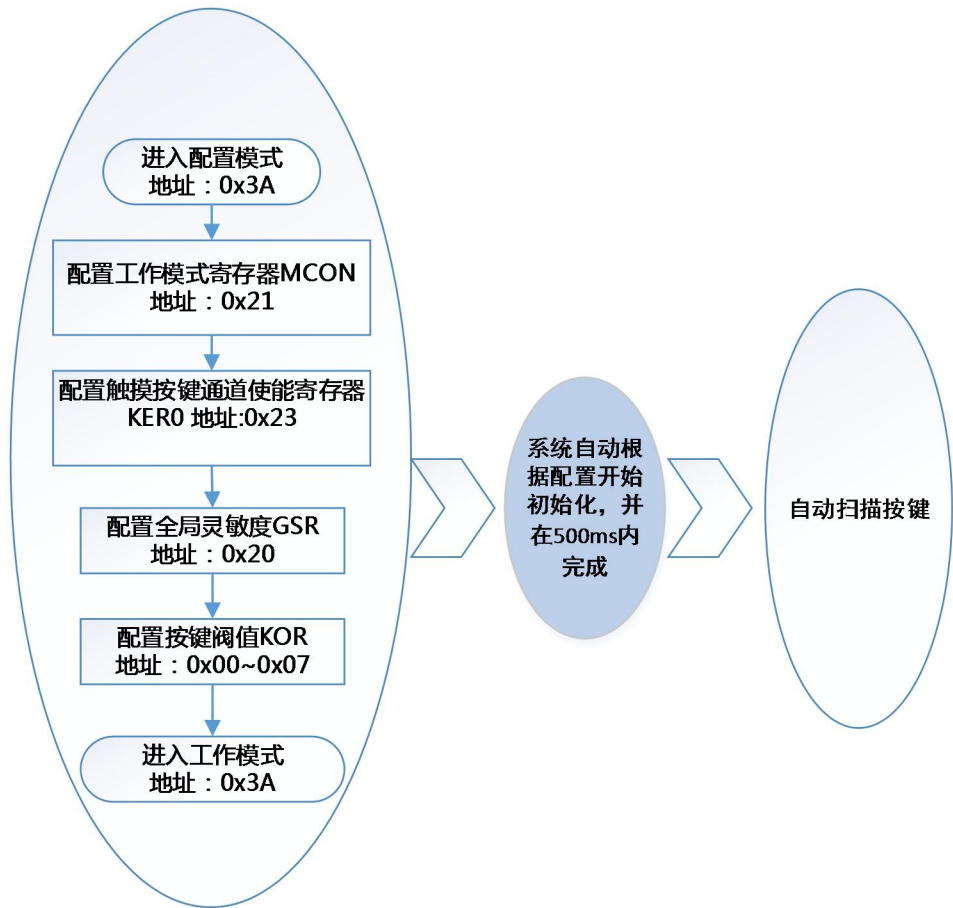 进入配置模式
地址：0x3A
配置工作模式寄存器MCON
地址：0x21
配置触摸按键通道使能寄存器
KER0 地址:0x23
配置全局灵敏度GSR
地址：0x20
配置按键阀值KOR
地址：0x00~0x07
进入工作模式
地址：0x3A
系统自动根
据配置开始
初始化，并
在500ms内
完成
自动扫描按键